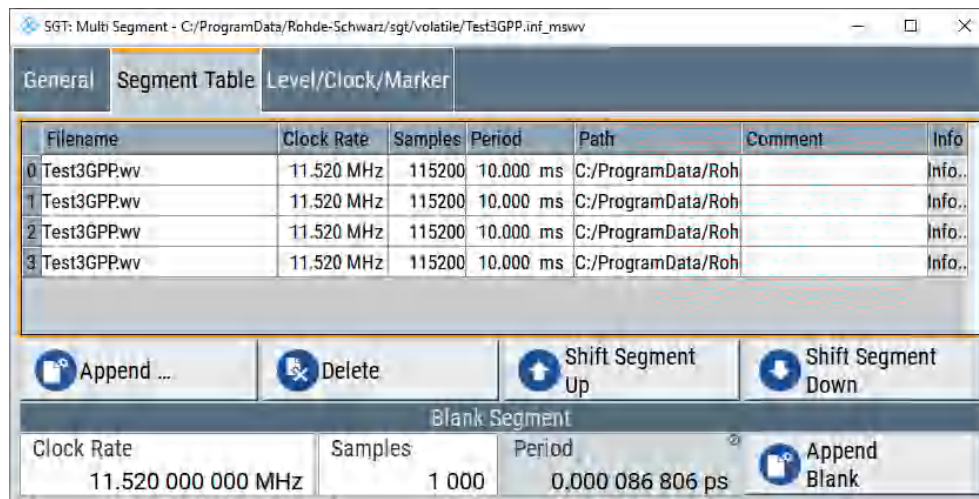 SGT: Multi Segment - C:/ProgramData/Rohde-Schwarz/sgt/volatile/Test3GPP.inf_mswv
General Segment Table Level/Clock/Marker
Filename Clock Rate Samples Period Path Comment Info
0 Test3GPP.wv 11.520 MHz 115200 10.000 ms C:/ProgramData/Roh Info..
1 Test3GPP.wv 11.520 MHz 115200 10.000 ms C:/ProgramData/Roh Info..
2 Test3GPP.wv 11.520 MHz 115200 10.000 ms C:/ProgramData/Roh Info..
3 Test3GPP.wv 11.520 MHz 115200 10.000 ms C:/ProgramData/Roh Info..
Append ... Delete Shift Segment Up Shift Segment Down
Blank Segment
Clock Rate Samples Period Append Blank
11.520 000 000 MHz 1 000 0.000 086 806 ps